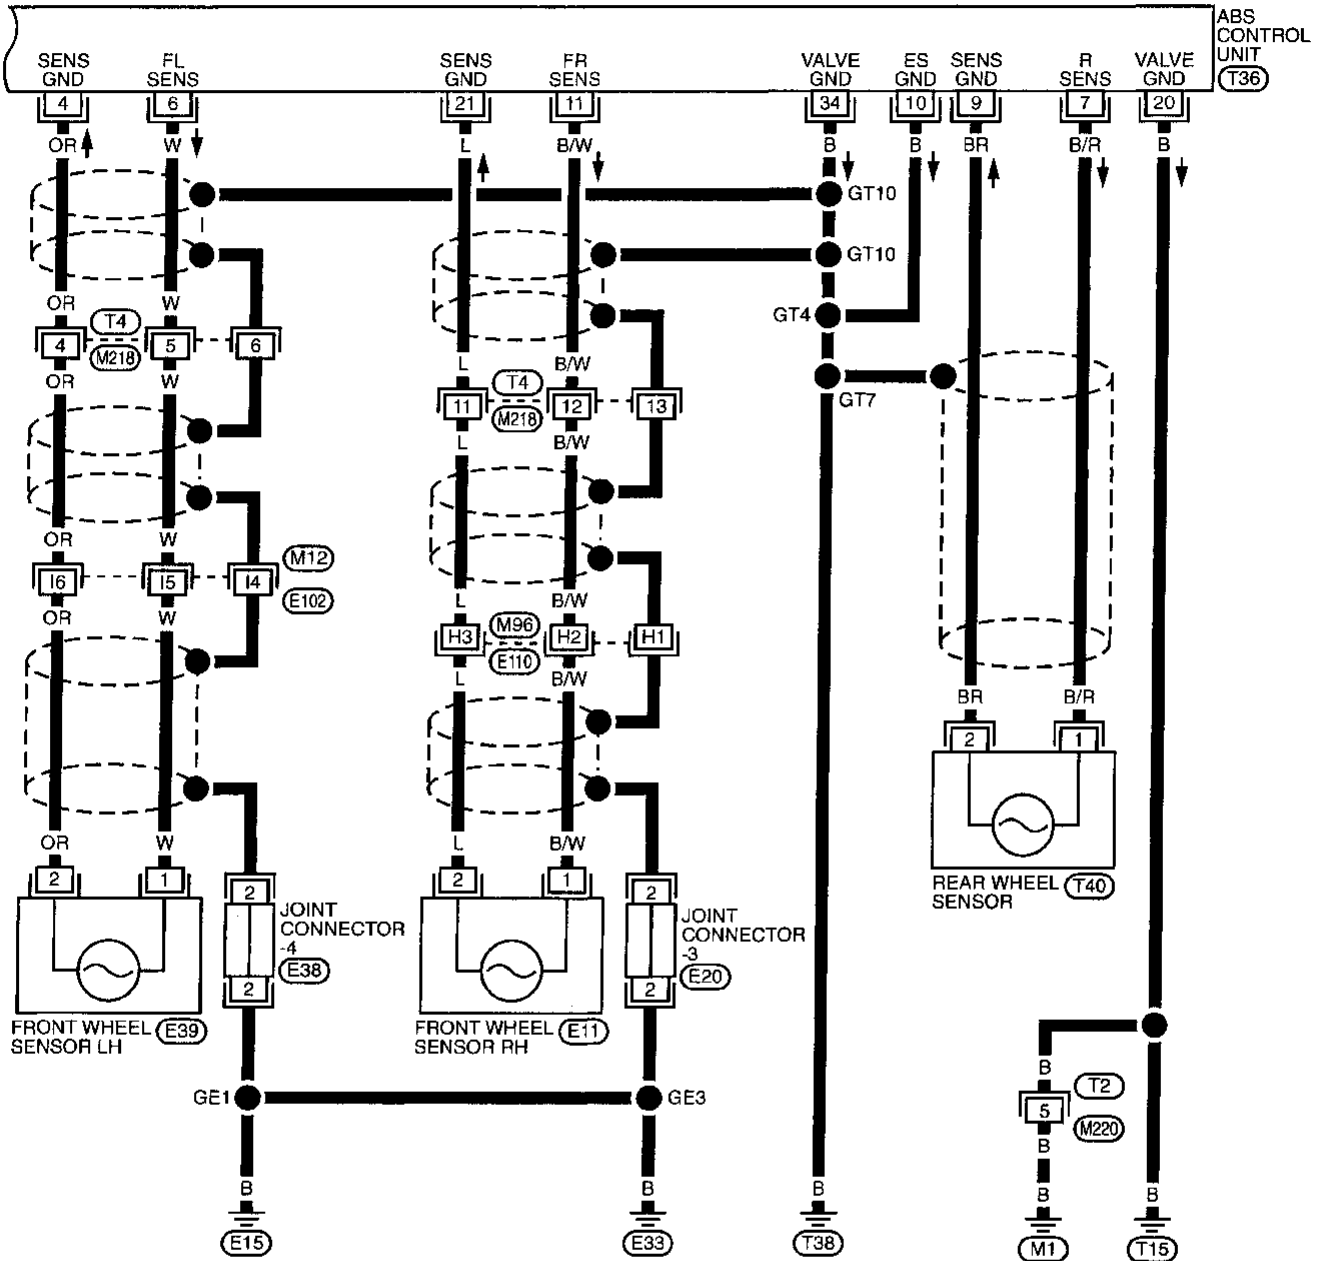 ABS
CONTROL
UNIT
T36
SENS GND
FL SENS
SENS GND
FR SENS
VALVE GND
ES GND
SENS GND
R SENS
VALVE GND
4 6 21 11 34 10 9 7 20
OR W L B/W B B BR B/R B
GT10
GT10
OR W
T4
GT4
4 5 6
M218
L B/W
OR W
T4
GT7
11 12 13
M218
L B/W
OR W
M12
I6 I5 I4
E102
L B/W
OR W
M96
H3 H2 H1
E110
L B/W
BR B/R
2 1
OR W L B/W
2 1 2 2 1 2
REAR WHEEL SENSOR
T40
JOINT CONNECTOR -4
E38
JOINT CONNECTOR -3
E20
2 2
FRONT WHEEL SENSOR LH
E39
FRONT WHEEL SENSOR RH
E11
B
T2
GE1 GE3
5
M220
B
B B B B B
E15 E33 T38 M1 T15